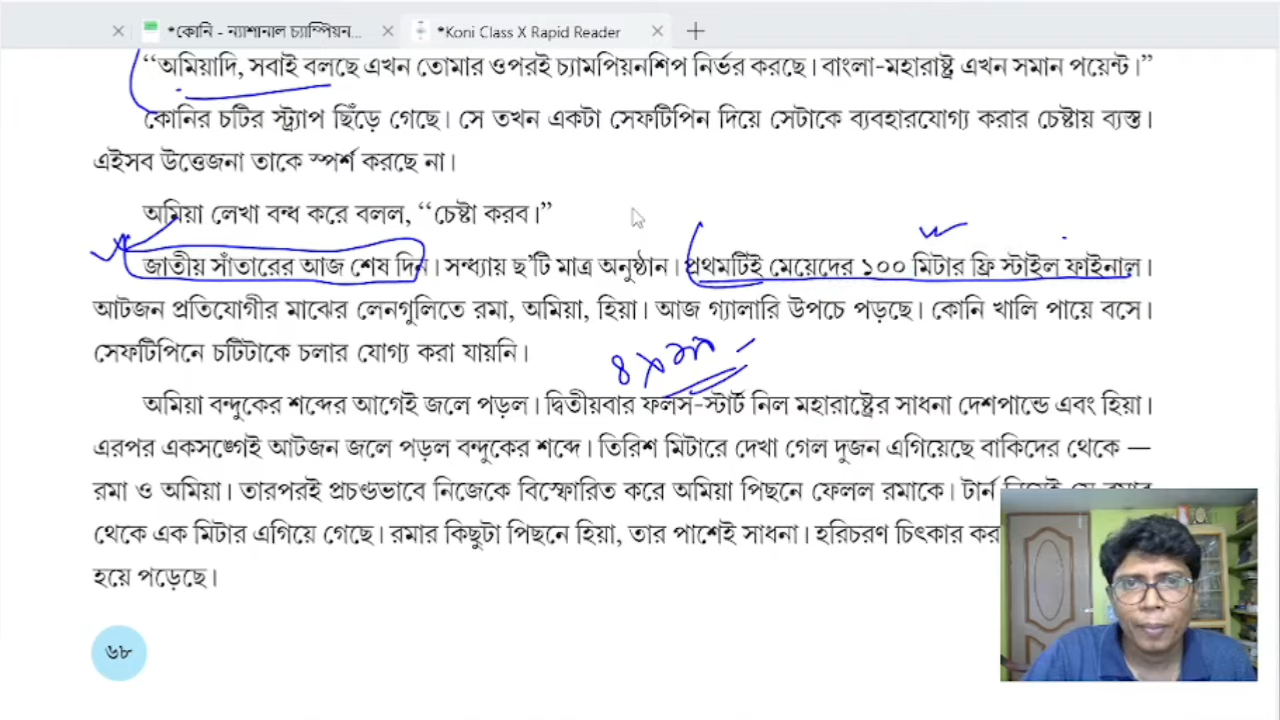 *কোনি - ন্যাশানাল চ্যাম্পিয়ন...
*Koni Class X Rapid Reader
“অমিয়াদি, সবাই বলছে এখন তোমার ওপরই চ্যামপিয়নশিপ নির্ভর করছে। বাংলা-মহারাষ্ট্র এখন সমান পয়েন্ট।”
কোনির চটির স্ট্র্যাপ ছিঁড়ে গেছে। সে তখন একটা সেফটিপিন দিয়ে সেটাকে ব্যবহারযোগ্য করার চেষ্টায় ব্যস্ত।
এইসব উত্তেজনা তাকে স্পর্শ করছে না।
অমিয়া লেখা বন্ধ করে বলল, “চেষ্টা করব।”
জাতীয় সাঁতারের আজ শেষ দিন। সন্ধ্যায় ছ’টি মাত্র অনুষ্ঠান। প্রথমটিই মেয়েদের ১০০ মিটার ফ্রি স্টাইল ফাইনাল।
আটজন প্রতিযোগীর মাঝের লেনগুলিতে রমা, অমিয়া, হিয়া। আজ গ্যালারি উপচে পড়ছে। কোনি খালি পায়ে বসে।
সেফটিপিনে চটিটাকে চলার যোগ্য করা যায়নি।
অমিয়া বন্দুকের শব্দের আগেই জলে পড়ল। দ্বিতীয়বার ফলস-স্টার্ট নিল মহারাষ্ট্রের সাধনা দেশপান্ডে এবং হিয়া।
এরপর একসঙ্গেই আটজন জলে পড়ল বন্দুকের শব্দে। তিরিশ মিটারে দেখা গেল দুজন এগিয়েছে বাকিদের থেকে —
রমা ও অমিয়া। তারপরই প্রচণ্ডভাবে নিজেকে বিস্ফোরিত করে অমিয়া পিছনে ফেলল রমাকে। টার্ন
থেকে এক মিটার এগিয়ে গেছে। রমার কিছুটা পিছনে হিয়া, তার পাশেই সাধনা। হরিচরণ চিৎকার কর
হয়ে পড়েছে।
৬৮